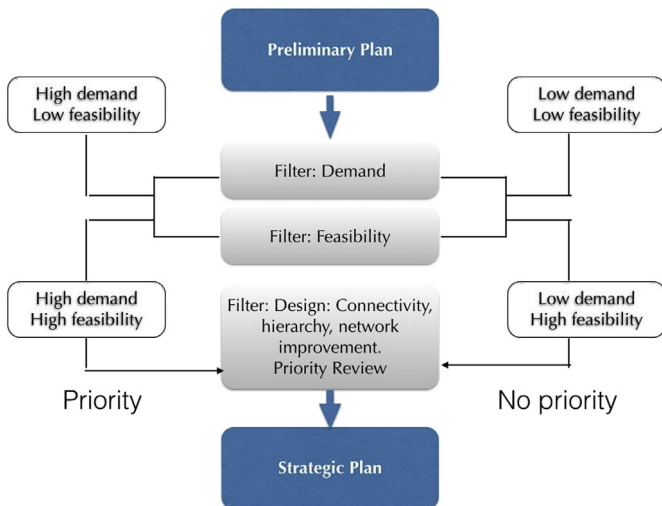 Preliminary Plan
High demand
Low feasibility
Low demand
Low feasibility
Filter: Demand
Filter: Feasibility
High demand
High feasibility
Filter: Design: Connectivity,
hierarchy, network
improvement.
Priority Review
Low demand
High feasibility
Priority
No priority
Strategic Plan